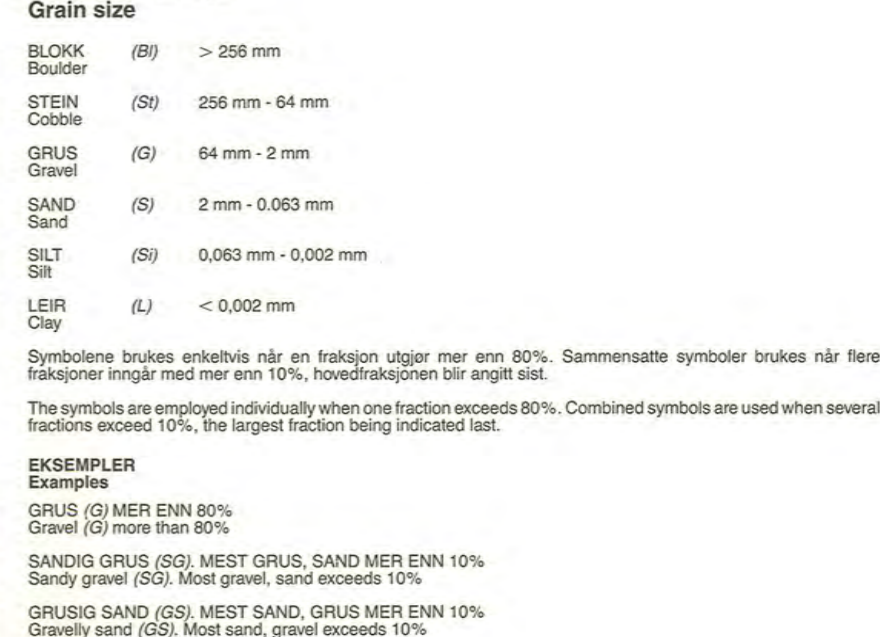 Grain size
BLOKK (Bl) > 256 mm
Boulder
STEIN (St) 256 mm - 64 mm
Cobble
GRUS (G) 64 mm - 2 mm
Gravel
SAND (S) 2 mm - 0.063 mm
Sand
SILT (Si) 0,063 mm - 0,002 mm
Silt
LEIR (L) < 0,002 mm
Clay
Symbolene brukes enkeltvis når en fraksjon utgjør mer enn 80%. Sammensatte symboler brukes når flere
fraksjoner inngår med mer enn 10%, hovedfraksjonen blir angitt sist.
The symbols are employed individually when one fraction exceeds 80%. Combined symbols are used when several
fractions exceed 10%, the largest fraction being indicated last.
EKSEMPLER
Examples
GRUS (G) MER ENN 80%
Gravel (G) more than 80%
SANDIG GRUS (SG). MEST GRUS, SAND MER ENN 10%
Sandy gravel (SG). Most gravel, sand exceeds 10%
GRUSIG SAND (GS). MEST SAND, GRUS MER ENN 10%
Gravelly sand (GS). Most sand, gravel exceeds 10%